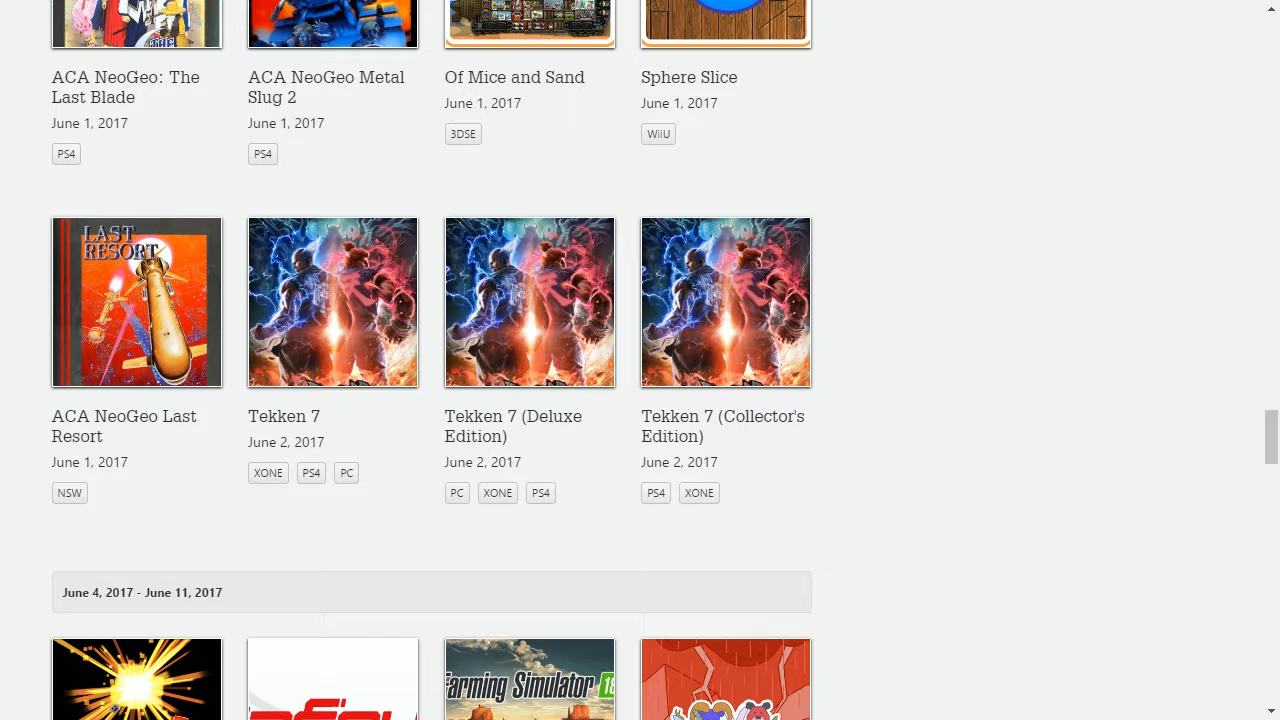 ACA NeoGeo: The
Last Blade
June 1, 2017
PS4
ACA NeoGeo Metal
Slug 2
June 1, 2017
PS4
Of Mice and Sand
June 1, 2017
3DSE
Sphere Slice
June 1, 2017
WiiU
LAST
RESORT
ACA NeoGeo Last
Resort
June 1, 2017
NSW
Tekken 7
June 2, 2017
XONE PS4 PC
Tekken 7 (Deluxe
Edition)
June 2, 2017
PC XONE PS4
Tekken 7 (Collector's
Edition)
June 2, 2017
PS4 XONE
June 4, 2017 - June 11, 2017
Farming Simulator 18